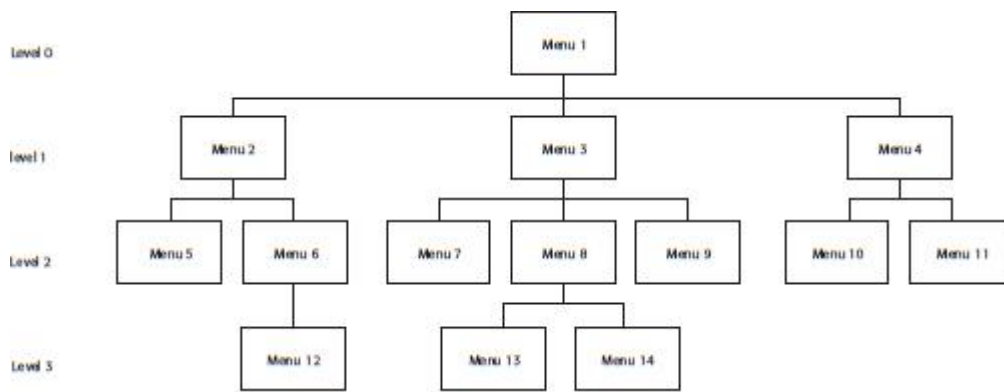 Level 0
Menu 1
level 1
Menu 2
Menu 3
Menu 4
Level 2
Menu 5
Menu 6
Menu 7
Menu 8
Menu 9
Menu 10
Menu 11
Level 3
Menu 12
Menu 13
Menu 14